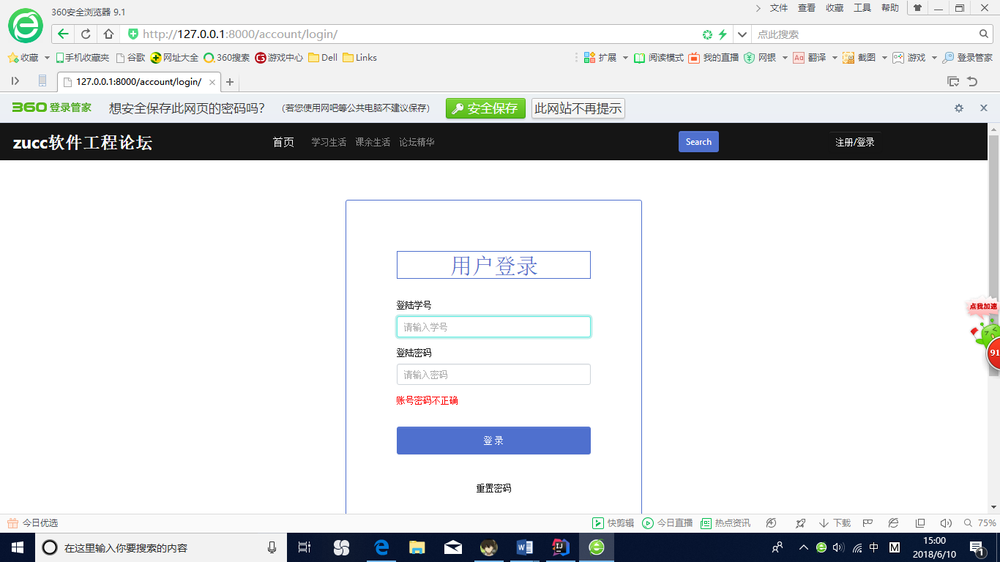 360安全浏览器 9.1
文件 查看 收藏 工具 帮助
http://127.0.0.1:8000/account/login/
点此搜索
收藏 手机收藏夹 谷歌 网址大全 360搜索 游戏中心 Dell Links 扩展 阅读模式 我的直播 网银 翻译 截图 游戏 登录管家
127.0.0.1:8000/account/login/
360登录管家 想安全保存此网页的密码吗? (若您使用网吧等公共电脑不建议保存) 安全保存 此网站不再提示
zucc软件工程论坛 首页 学习生活 课余生活 论坛精华 Search 注册/登录
用户登录
登陆学号
请输入学号
登陆密码
请输入密码
账号密码不正确
登 录
重置密码
点我加速
91
今日优选 快剪辑 今日直播 热点资讯 下载 75%
在这里输入你要搜索的内容
中 M
15:00
2018/6/10
1